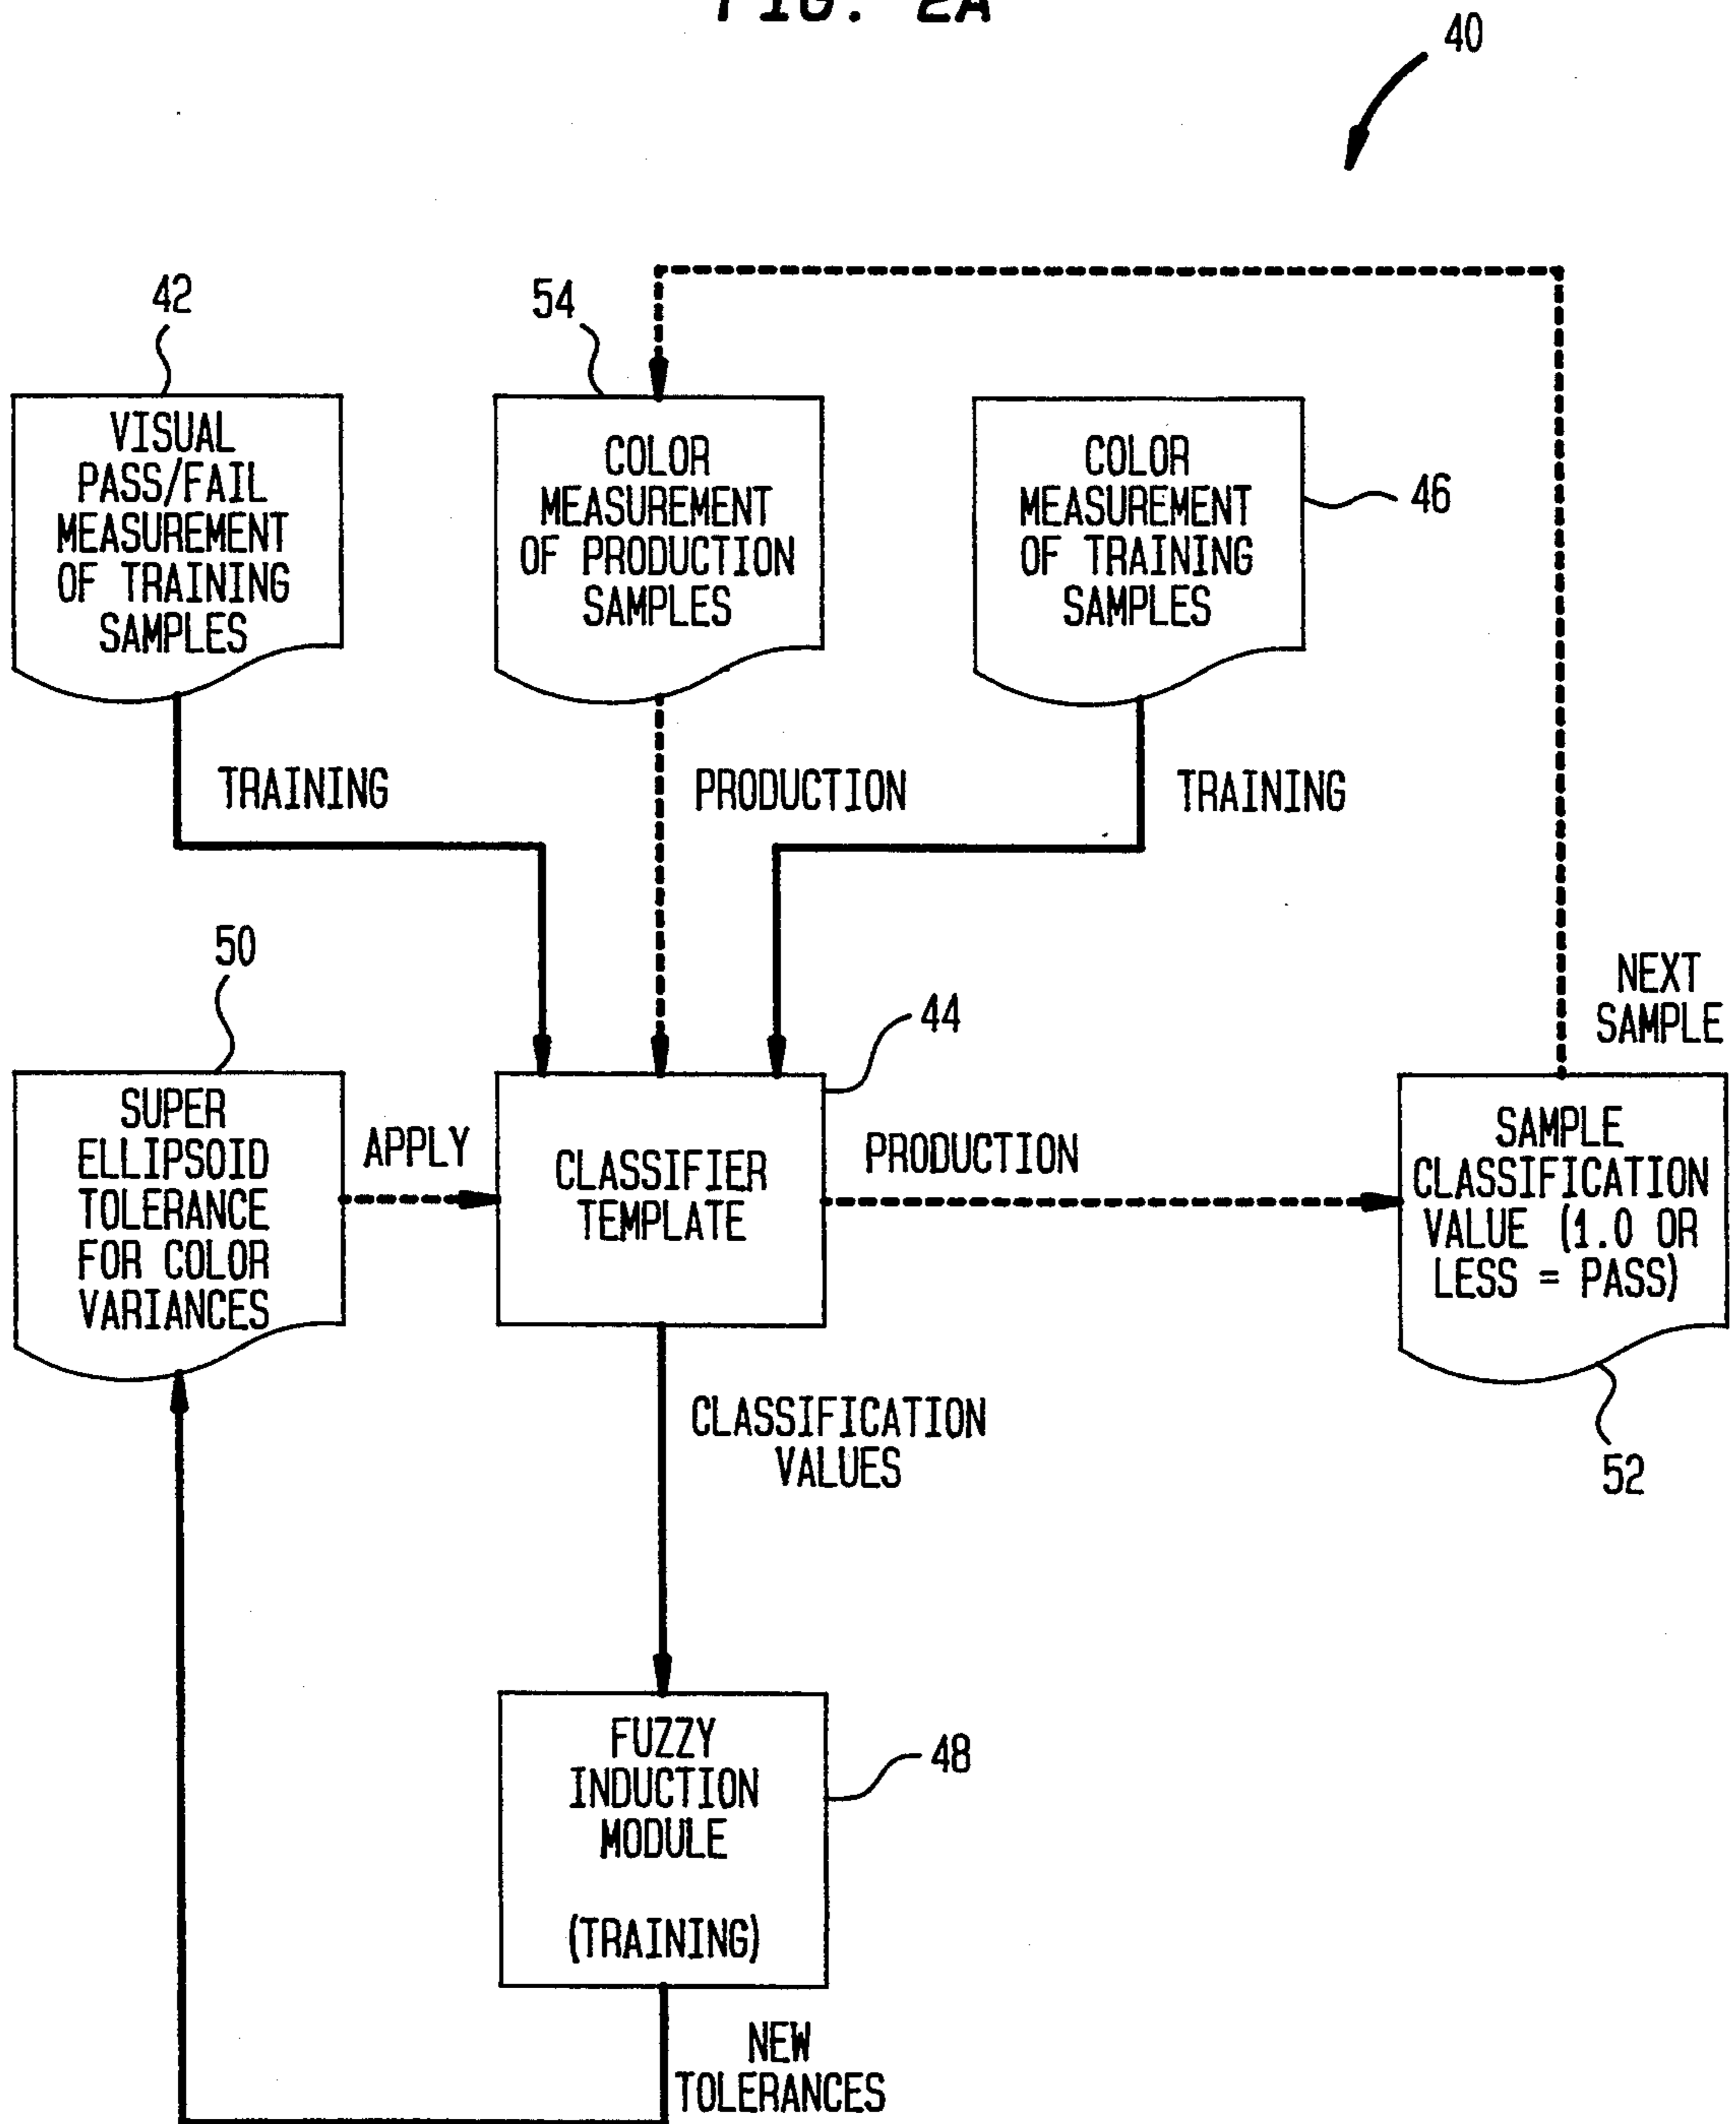 FIG. 2A
40
42
54
VISUAL
PASS/FAIL
MEASUREMENT
OF TRAINING
SAMPLES
COLOR
MEASUREMENT
OF PRODUCTION
SAMPLES
COLOR
MEASUREMENT
OF TRAINING
SAMPLES
46
TRAINING
PRODUCTION
TRAINING
50
44
NEXT
SAMPLE
SUPER
ELLIPSOID
TOLERANCE
FOR COLOR
VARIANCES
APPLY
CLASSIFIER
TEMPLATE
PRODUCTION
SAMPLE
CLASSIFICATION
VALUE (1.0 OR
LESS = PASS)
CLASSIFICATION
VALUES
52
FUZZY
INDUCTION
MODULE
(TRAINING)
48
NEW
TOLERANCES